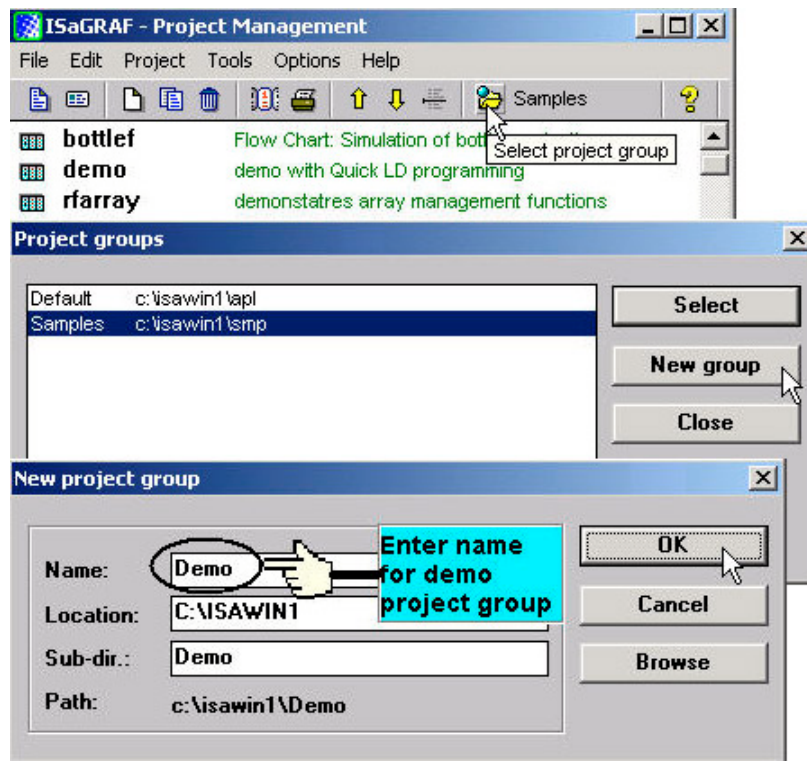 ISaGRAF - Project Management
File Edit Project Tools Options Help
Samples
bottlef Flow Chart: Simulation of bot
Select project group
demo demo with Quick LD programming
rfarray demonstatres array management functions
Project groups
Default c:\isawin1\apl
Samples c:\isawin1\smp
Select
New group
Close
New project group
Name: Demo
Enter name
for demo
project group
OK
Location: C:\ISAWIN1
Cancel
Sub-dir.: Demo
Browse
Path: c:\isawin1\Demo